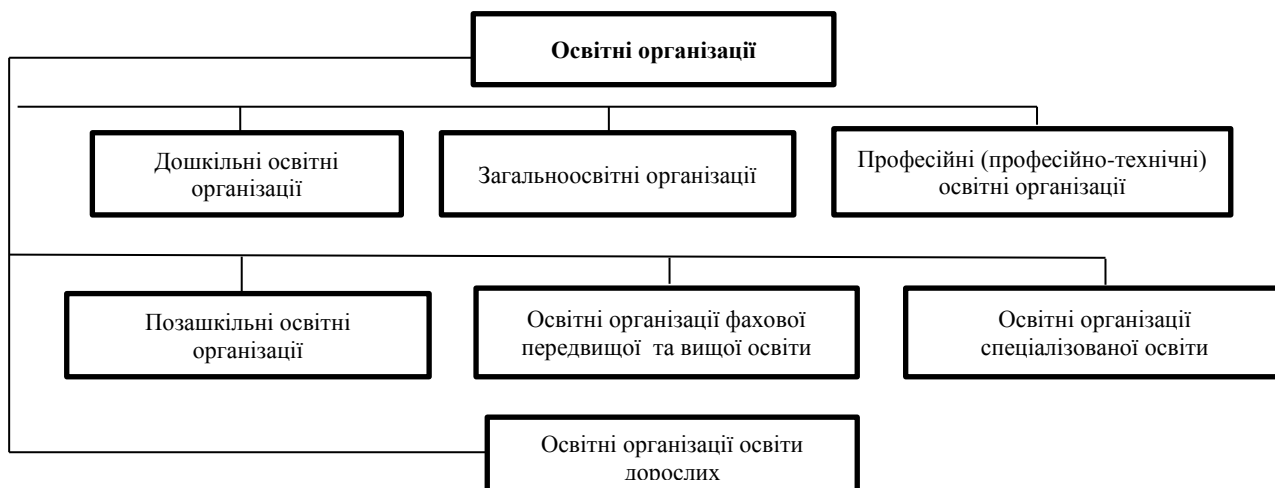 Освітні організації
Дошкільні освітні
організації
Загальноосвітні організації
Професійні (професійно-технічні)
освітні організації
Позашкільні освітні
організації
Освітні організації фахової
передвищої та вищої освіти
Освітні організації
спеціалізованої освіти
Освітні організації освіти
дорослих